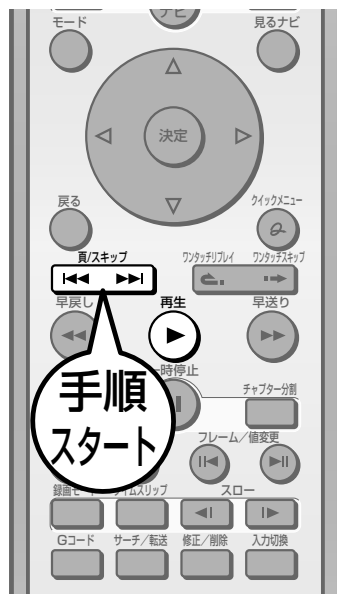 ナビ
モード
見るナビ
決定
戻る
クイックメニュー
頁/スキップ
ワンタッチリプレイ
ワンタッチスキップ
早戻し
再生
早送り
一時停止
手順
スタート
チャプター分割
フレーム／値変更
タイムスリップ
スロー
Gコード
サーチ／転送
修正／削除
入力切換